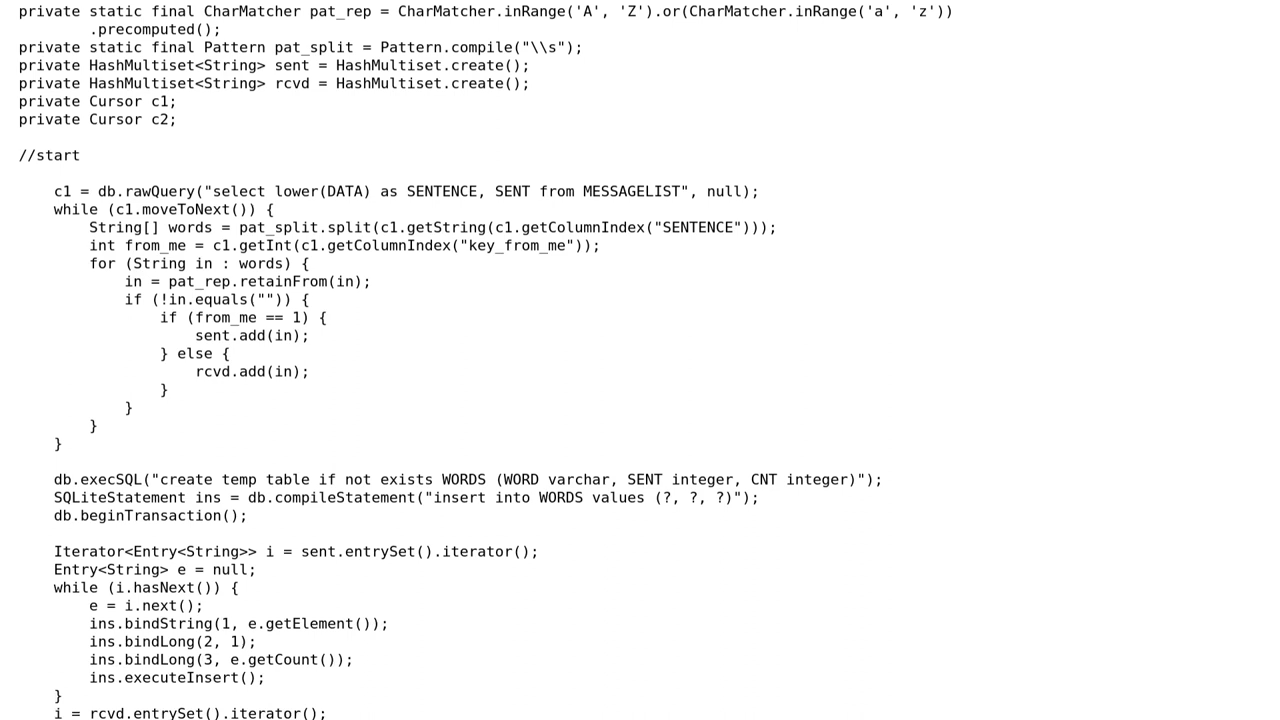 private static final CharMatcher pat_rep = CharMatcher.inRange('A', 'Z').or(CharMatcher.inRange('a', 'z'))
        .precomputed();
private static final Pattern pat_split = Pattern.compile("\\s");
private HashMultiset<String> sent = HashMultiset.create();
private HashMultiset<String> rcvd = HashMultiset.create();
private Cursor c1;
private Cursor c2;

//start

    c1 = db.rawQuery("select lower(DATA) as SENTENCE, SENT from MESSAGELIST", null);
    while (c1.moveToNext()) {
        String[] words = pat_split.split(c1.getString(c1.getColumnIndex("SENTENCE")));
        int from_me = c1.getInt(c1.getColumnIndex("key_from_me"));
        for (String in : words) {
            in = pat_rep.retainFrom(in);
            if (!in.equals("")) {
                if (from_me == 1) {
                    sent.add(in);
                } else {
                    rcvd.add(in);
                }
            }
        }
    }

    db.execSQL("create temp table if not exists WORDS (WORD varchar, SENT integer, CNT integer)");
    SQLiteStatement ins = db.compileStatement("insert into WORDS values (?, ?, ?)");
    db.beginTransaction();

    Iterator<Entry<String>> i = sent.entrySet().iterator();
    Entry<String> e = null;
    while (i.hasNext()) {
        e = i.next();
        ins.bindString(1, e.getElement());
        ins.bindLong(2, 1);
        ins.bindLong(3, e.getCount());
        ins.executeInsert();
    }
    i = rcvd.entrySet().iterator();